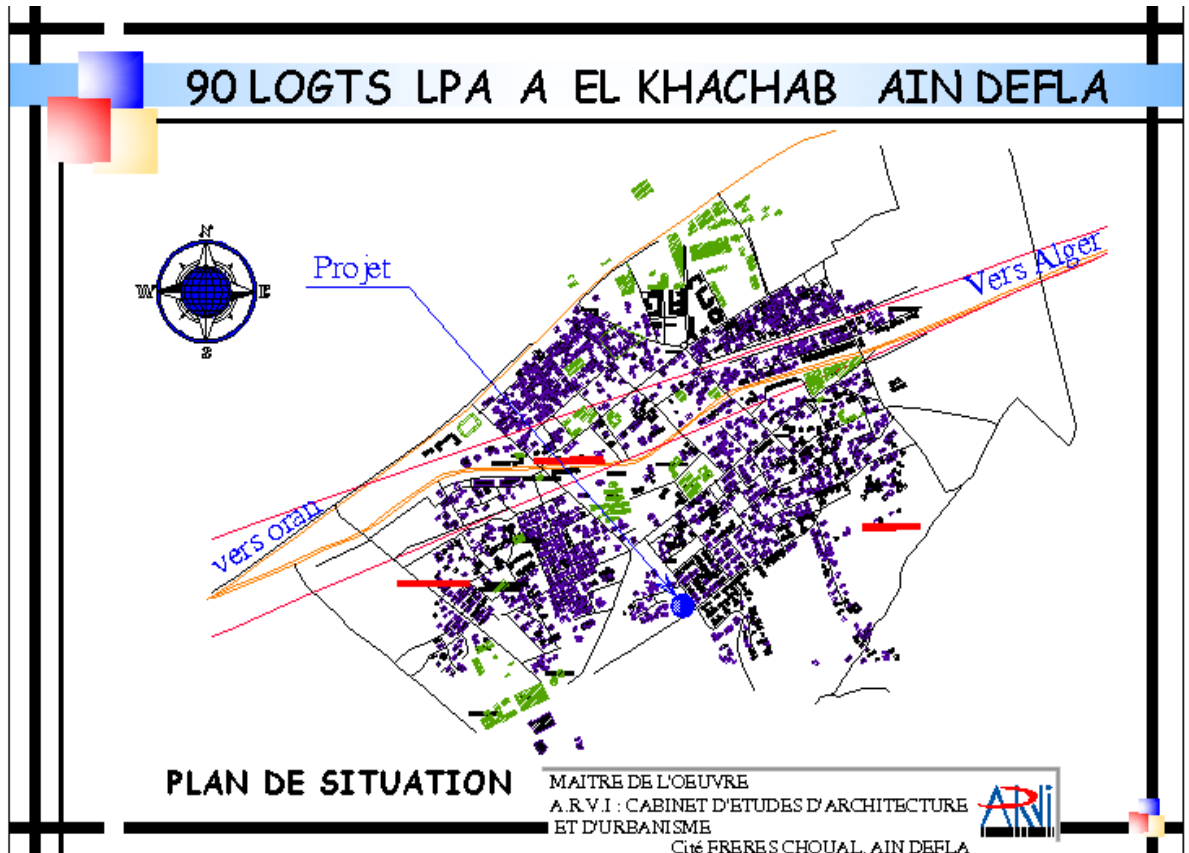 90 LOGTS LPA A EL KHACHAB AIN DEFLA
N
W
E
S
Projet
Vers Alger
vers oran
PLAN DE SITUATION
MAITRE DE L'OEUVRE
A.R.V.I : CABINET D'ETUDES D'ARCHITECTURE
ET D'URBANISME
Cité FRERES CHOUAL, AIN DEFLA
ARVi